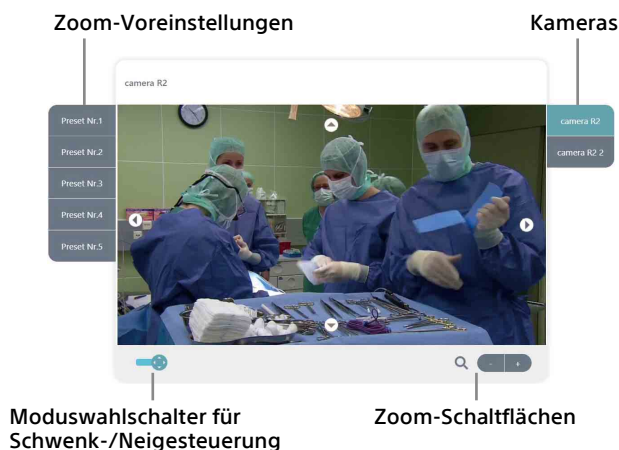 Zoom-Voreinstellungen
Kameras
camera R2
Preset Nr.1
Preset Nr.2
Preset Nr.3
Preset Nr.4
Preset Nr.5
camera R2
camera R2 2
- +
Moduswahlschalter für
Schwenk-/Neigesteuerung
Zoom-Schaltflächen